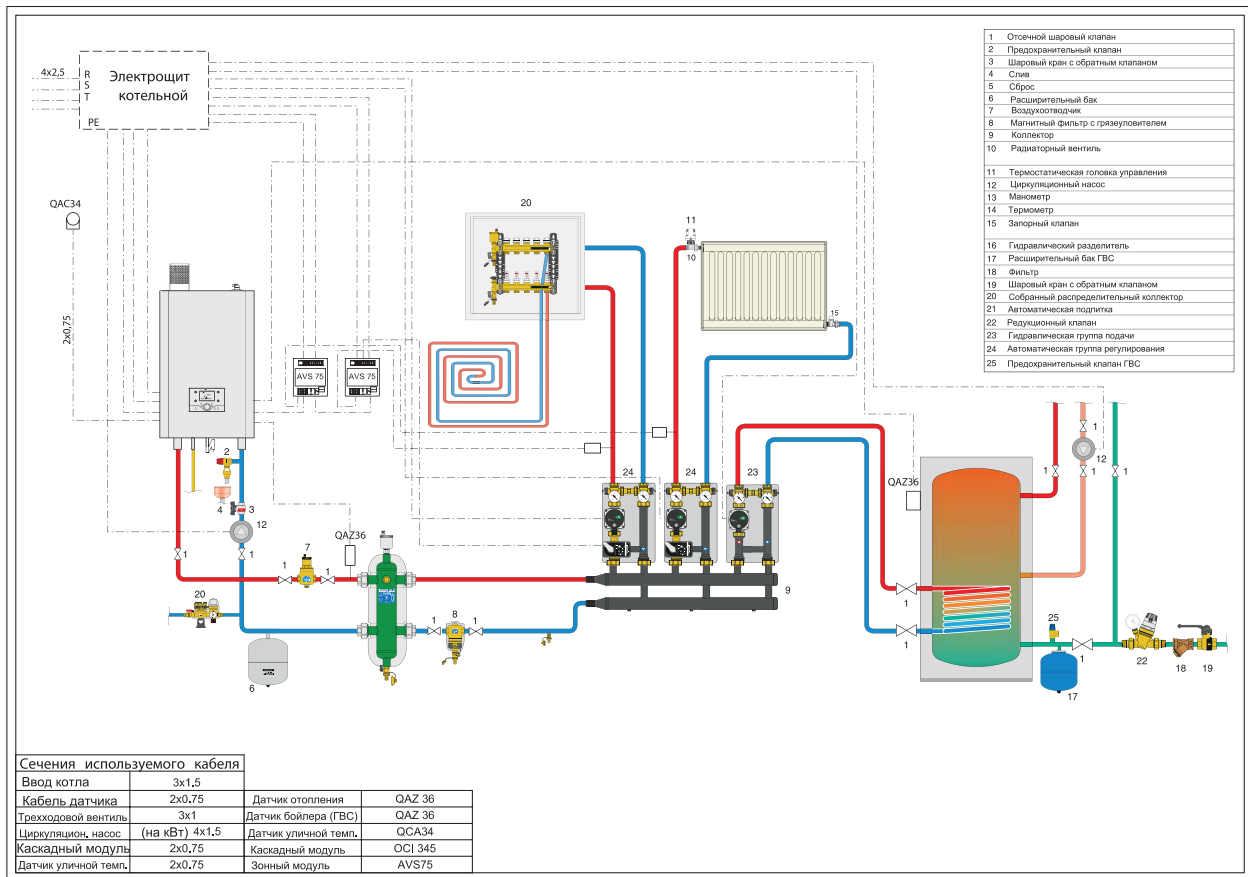 4x2,5
R
S
T
PE
Электрощит
котельной
QAC34
2x0,75
AVS 75
AVS 75
20
11
10
15
24
24
23
2
4
3
12
1
1
7
1
1
QAZ36
20
6
8
1
1
9
QAZ36
1
1
12
1
1
1
1
1
25
1
17
22
18
19
1 Отсечной шаровый клапан
2 Предохранительный клапан
3 Шаровый кран с обратным клапаном
4 Слив
5 Сброс
6 Расширительный бак
7 Воздухоотводчик
8 Магнитный фильтр с грязеуловителем
9 Коллектор
10 Радиаторный вентиль
11 Термостатическая головка управления
12 Циркуляционный насос
13 Манометр
14 Термометр
15 Запорный клапан
16 Гидравлический разделитель
17 Расширительный бак ГВС
18 Фильтр
19 Шаровый кран с обратным клапаном
20 Собранный распределительный коллектор
21 Автоматическая подпитка
22 Редукционный клапан
23 Гидравлическая группа подачи
24 Автоматическая группа регулирования
25 Предохранительный клапан ГВС
Сечения используемого кабеля
Ввод котла 3x1.5
Кабель датчика 2x0.75 Датчик отопления QAZ 36
Трехходовой вентиль 3x1 Датчик бойлера (ГВС) QAZ 36
Циркуляцион. насос (на кВт) 4x1.5 Датчик уличной темп. QCA34
Каскадный модуль 2x0.75 Каскадный модуль OCI 345
Датчик уличной темп. 2x0.75 Зонный модуль AVS75